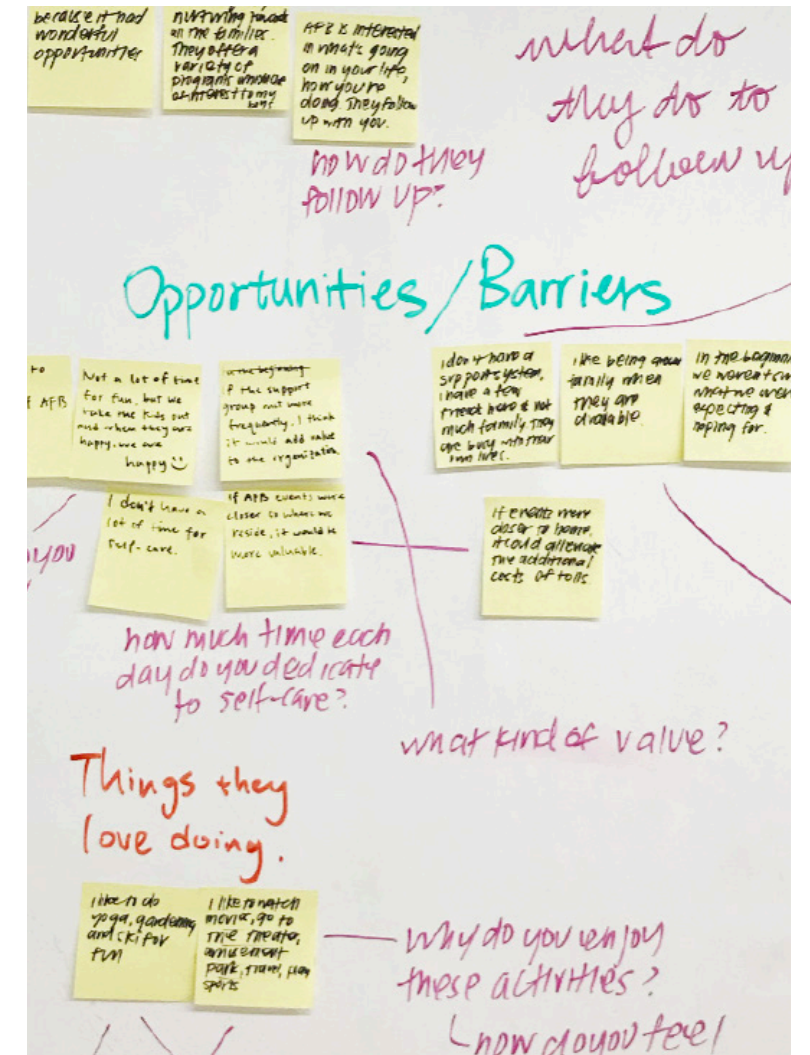 because it had
wonderful
opportunities
nurturing towards
all the families.
They offer a
variety of
programs
of interest to my
boys
AFB is interested
in what's going
on in your life,
how you're
doing. They follow
up with you.
how do they
follow up?
what do
they do to
follow up
Opportunities/Barriers
to
AFB
Not a lot of time
for fun, but we
take the kids out
and when they are
happy, we are
happy
in the beginning
if the support
group met more
frequently, I think
it would add value
to the organization.
I don't have a
lot of time for
self-care.
If AFB events were
closer to where we
reside, it would be
more valuable.
i don't have a
support system,
i have a few
friends here & not
much family. They
are busy with their
own lives.
i like being around
family when
they are
available.
in the beginning
we weren't sure
what we were
expecting &
hoping for.
if events were
closer to home,
it could alleviate
the additional
costs of tolls.
you
how much time each
day do you dedicate
to self-care?
what kind of value?
Things they
love doing.
i like to do
yoga, gardening
and ski for
fun
I like to watch
movies, go to
the theater,
amusement
park, travel, play
sports
why do you enjoy
these activities?
how do you feel